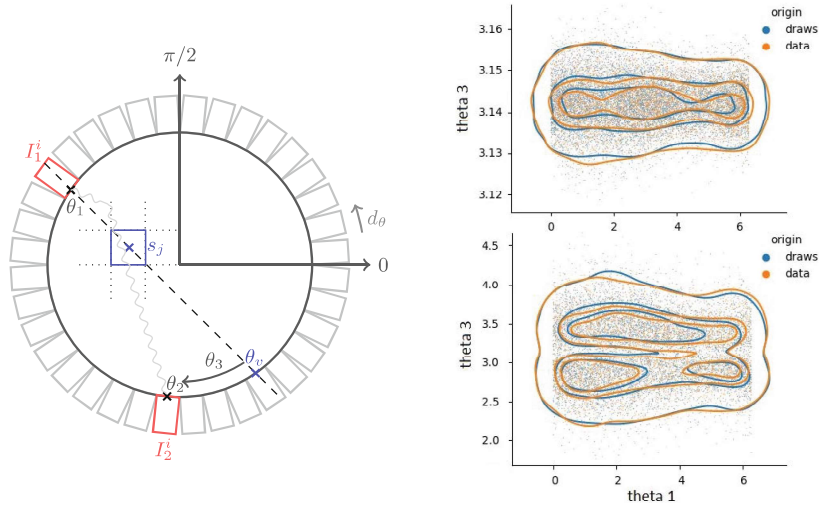 π/2
I₁ⁱ
θ₁
s_j
d_θ
0
θ₃
θ_v
θ₂
I₂ⁱ
origin
draws
data
3.16
3.15
3.14
3.13
3.12
theta 3
0 2 4 6
origin
draws
data
4.5
4.0
3.5
3.0
2.5
2.0
theta 3
0 2 4 6
theta 1